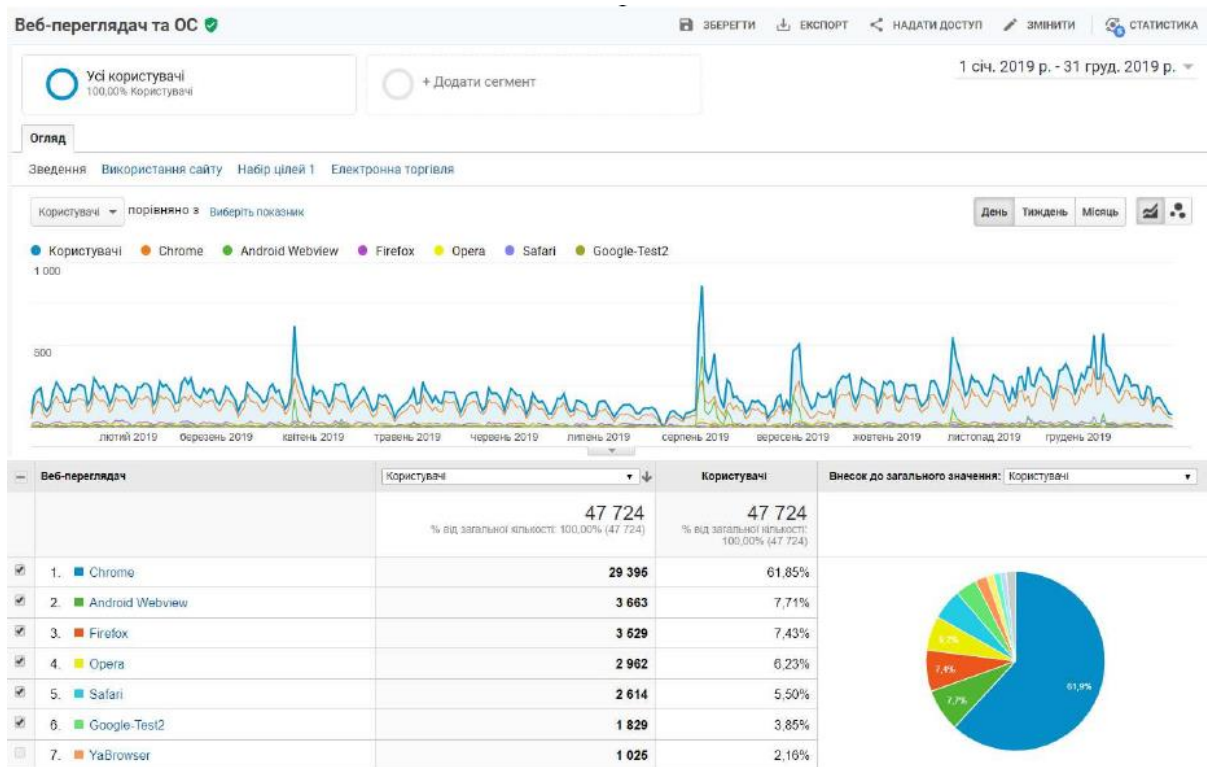 Веб-переглядач та ОС
ЗБЕРЕГТИ ЕКСПОРТ НАДАТИ ДОСТУП ЗМІНИТИ СТАТИСТИКА
Усі користувачі
100,00% Користувачі
+ Додати сегмент
1 січ. 2019 р. - 31 груд. 2019 р.
Огляд
Зведення Використання сайту Набір цілей 1 Електронна торгівля
Користувачі порівняно з Виберіть показник
День Тиждень Місяць
Користувачі Chrome Android Webview Firefox Opera Safari Google-Test2
1 000
500
лютий 2019 березень 2019 квітень 2019 травень 2019 червень 2019 липень 2019 серпень 2019 вересень 2019 жовтень 2019 листопад 2019 грудень 2019
Веб-переглядач Користувачі Користувачі Внесок до загального значення: Користувачі
47 724 47 724
% від загальної кількості: 100,00% (47 724) % від загальної кількості:
100,00% (47 724)
1. Chrome 29 395 61,85%
2. Android Webview 3 663 7,71%
3. Firefox 3 529 7,43%
4. Opera 2 962 6,23%
5. Safari 2 614 5,50%
6. Google-Test2 1 829 3,85%
7. YaBrowser 1 025 2,16%
6,2%
7,4%
7,7%
61,9%